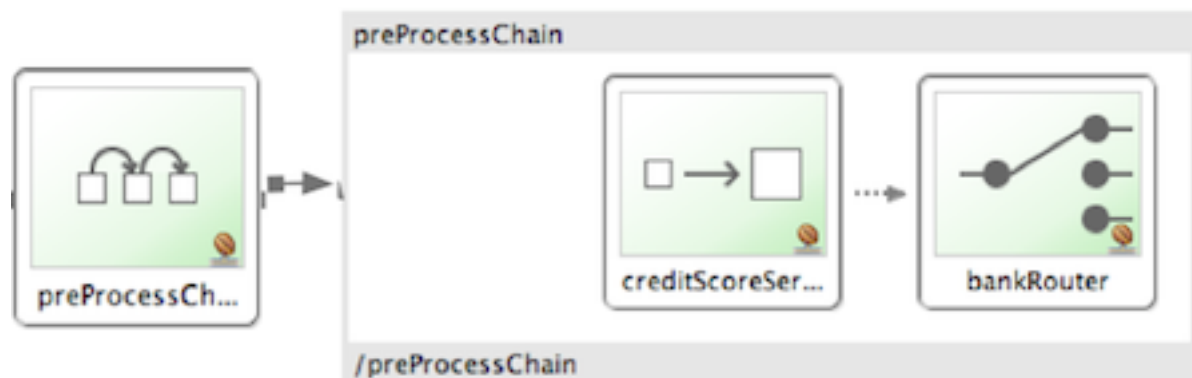 preProcessChain
preProcessCh...
creditScoreSer...
bankRouter
/preProcessChain